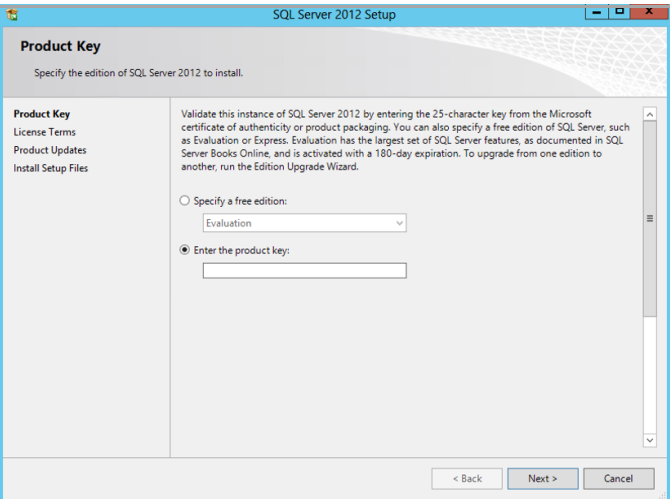 SQL Server 2012 Setup
Product Key
Specify the edition of SQL Server 2012 to install.
Product Key
License Terms
Product Updates
Install Setup Files
Validate this instance of SQL Server 2012 by entering the 25-character key from the Microsoft
certificate of authenticity or product packaging. You can also specify a free edition of SQL Server, such
as Evaluation or Express. Evaluation has the largest set of SQL Server features, as documented in SQL
Server Books Online, and is activated with a 180-day expiration. To upgrade from one edition to
another, run the Edition Upgrade Wizard.
Specify a free edition:
Evaluation
Enter the product key:
< Back
Next >
Cancel